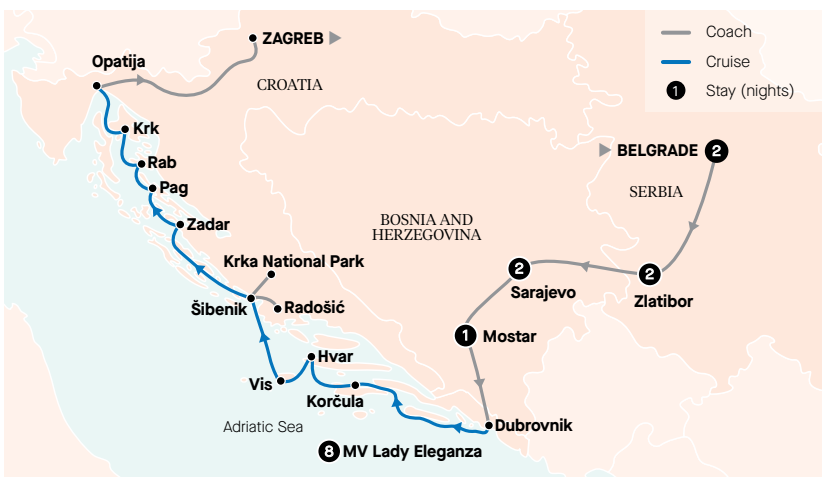 ZAGREB
Opatija
CROATIA
Coach
Cruise
1 Stay (nights)
Krk
Rab
Pag
Zadar
BELGRADE 2
SERBIA
BOSNIA AND
HERZEGOVINA
Krka National Park
2
Sarajevo
2
Zlatibor
Šibenik
Radošić
1 Mostar
Hvar
Vis
Korčula
Adriatic Sea
Dubrovnik
8 MV Lady Eleganza